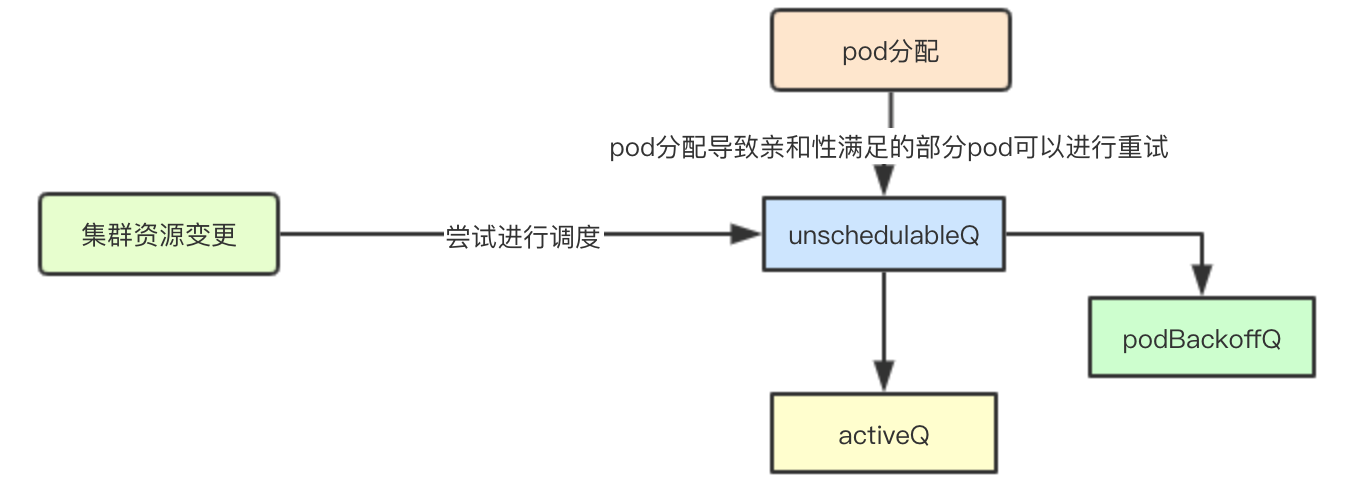 pod分配
pod分配导致亲和性满足的部分pod可以进行重试
集群资源变更
尝试进行调度
unschedulableQ
podBackoffQ
activeQ